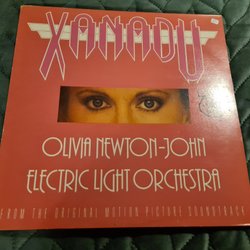 XANADU
OLIVIA NEWTON-JOHN
ELECTRIC LIGHT ORCHESTRA
FROM THE ORIGINAL MOTION PICTURE SOUNDTRACK